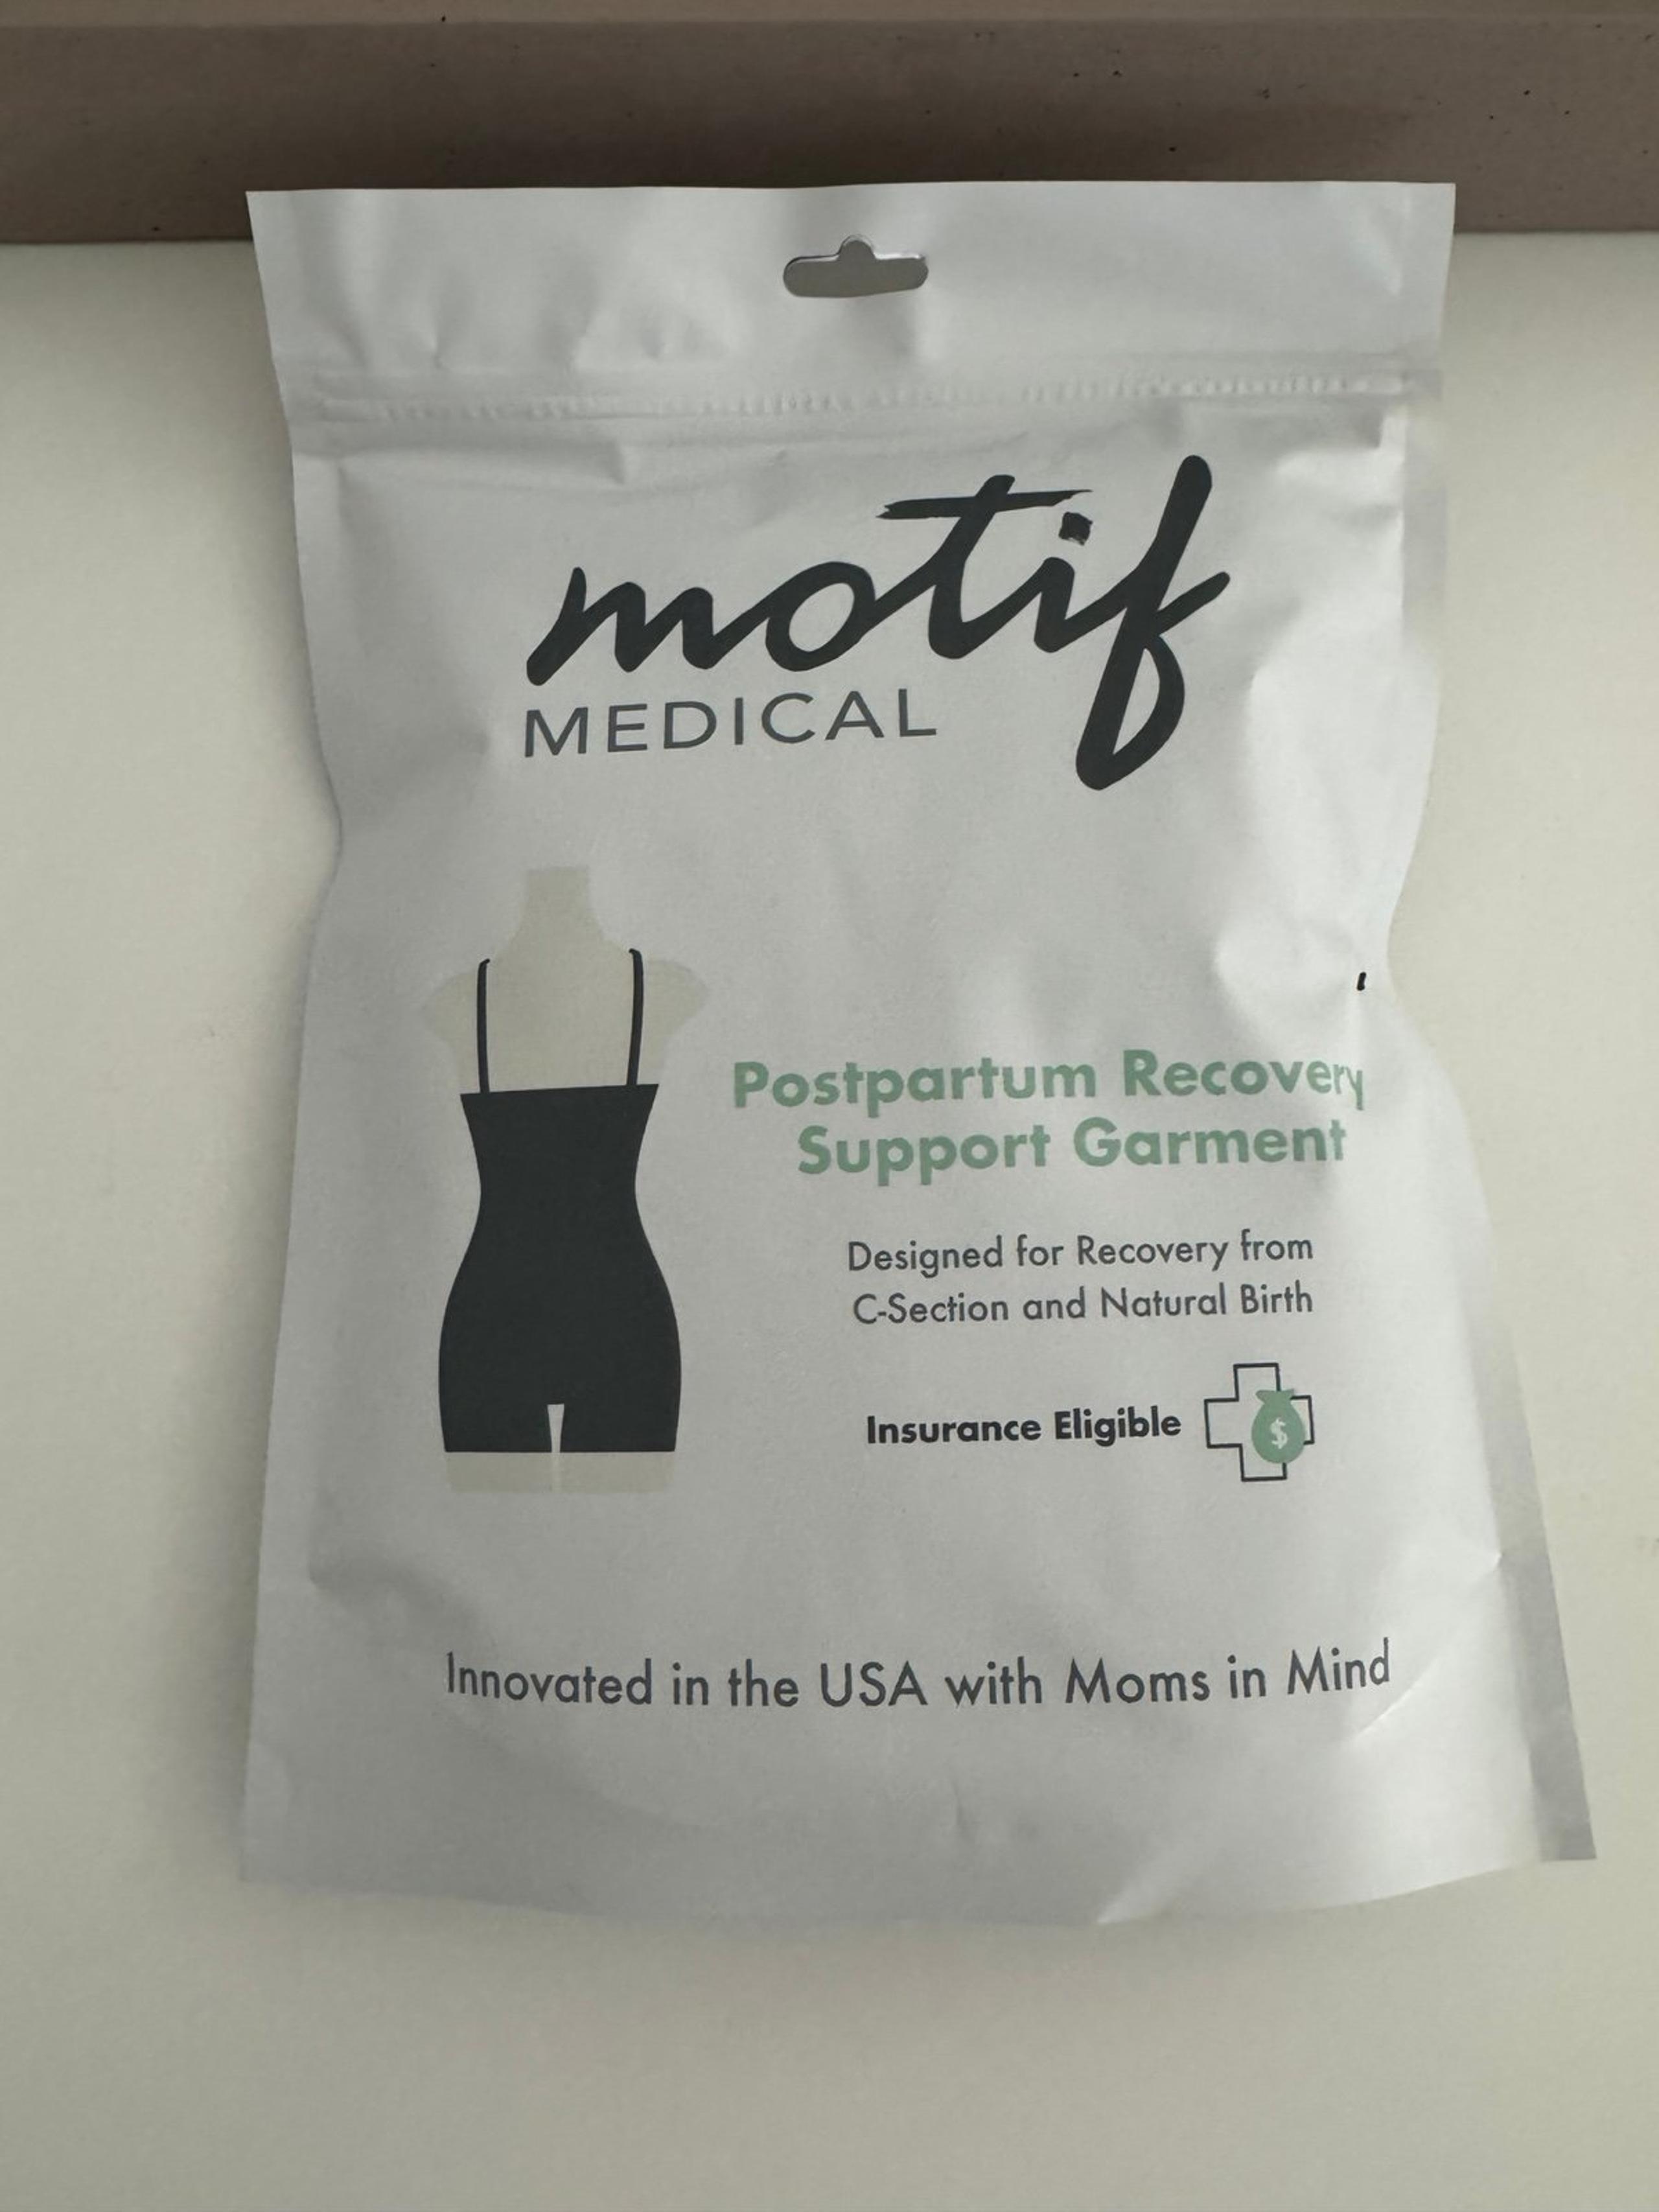 motif
MEDICAL
Postpartum Recovery
Support Garment
Designed for Recovery from
C-Section and Natural Birth
Insurance Eligible
$
Innovated in the USA with Moms in Mind